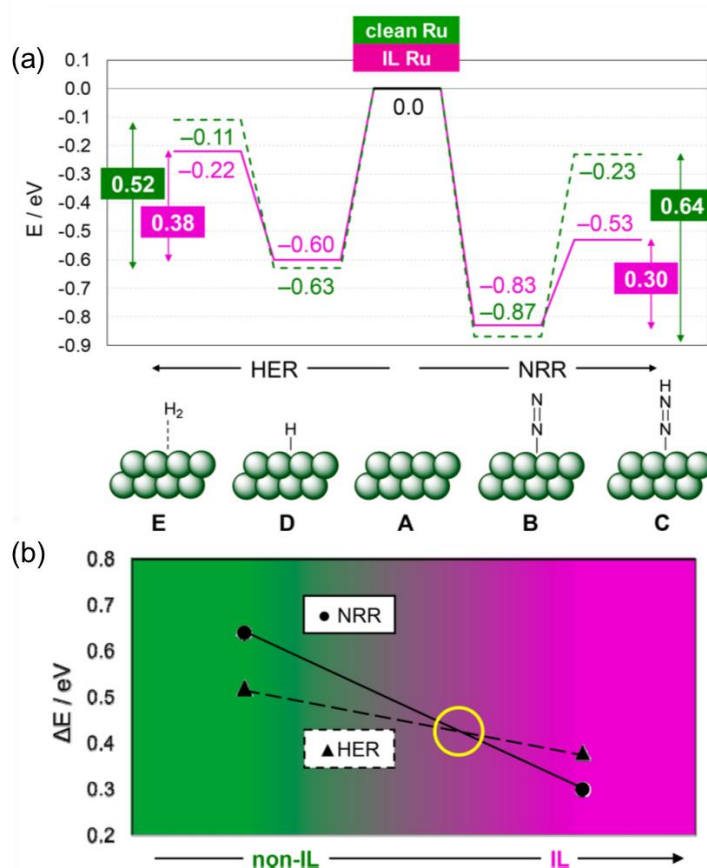 clean Ru
IL Ru
(a)
0.1
0.0
-0.1
-0.2
-0.3
-0.4
-0.5
-0.6
-0.7
-0.8
-0.9
E / eV
0.0
–0.11
–0.22
0.52
0.38
–0.60
–0.63
–0.23
–0.53
0.64
–0.83
–0.87
0.30
HER
NRR
H₂
H
N
N
H
N
N
E
D
A
B
C
(b)
0.8
0.7
0.6
0.5
0.4
0.3
0.2
ΔE / eV
NRR
HER
non-IL
IL